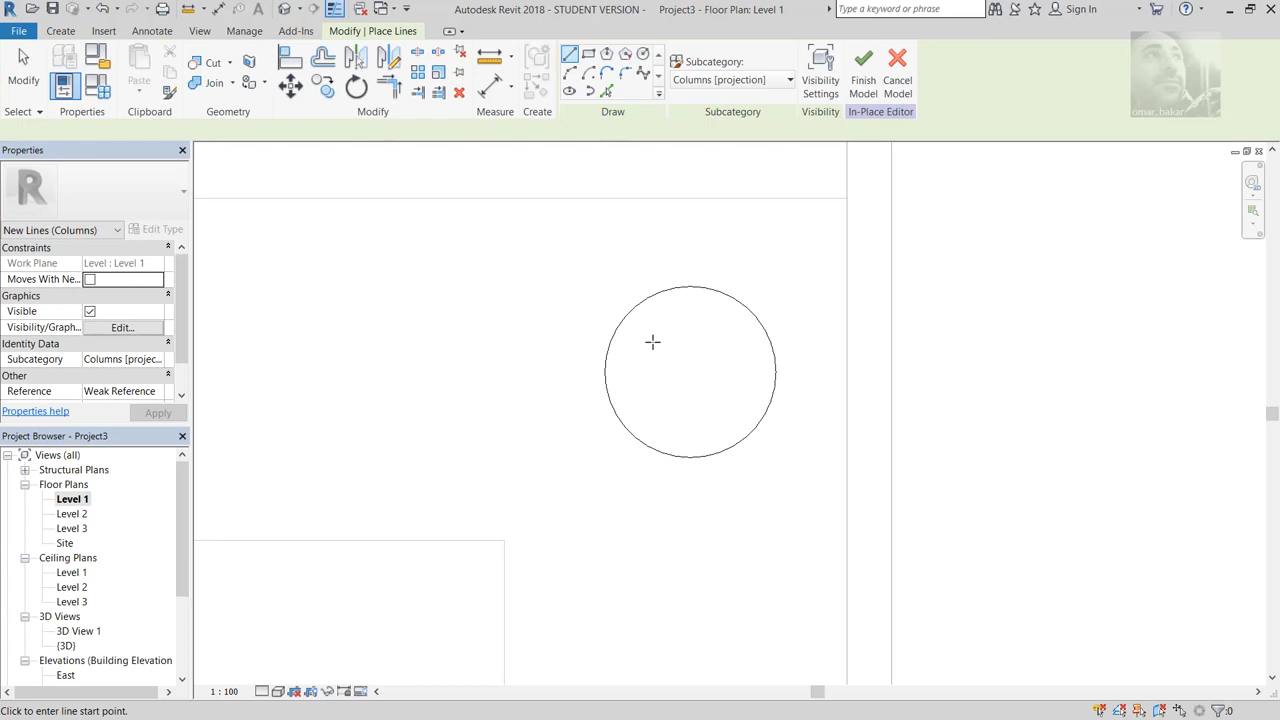 Autodesk Revit 2018 - STUDENT VERSION - Project3 - Floor Plan: Level 1
Type a keyword or phrase
Sign In
File
Create
Insert
Annotate
View
Manage
Add-Ins
Modify | Place Lines
Modify
Paste
Cut
Join
Create
Subcategory:
Columns [projection]
Visibility
Settings
Finish
Model
Cancel
Model
Select
Properties
Clipboard
Geometry
Modify
Measure
Create
Draw
Subcategory
Visibility
In-Place Editor
omar_bakar
Properties
R
New Lines (Columns)
Edit Type
Constraints
Work Plane
Level : Level 1
Moves With Ne...
Graphics
Visible
Visibility/Graph...
Edit...
Identity Data
Subcategory
Columns [projec...
Other
Reference
Weak Reference
Properties help
Apply
Project Browser - Project3
Views (all)
Structural Plans
Floor Plans
Level 1
Level 2
Level 3
Site
Ceiling Plans
Level 1
Level 2
Level 3
3D Views
3D View 1
{3D}
Elevations (Building Elevation
East
1 : 100
Click to enter line start point.
:0